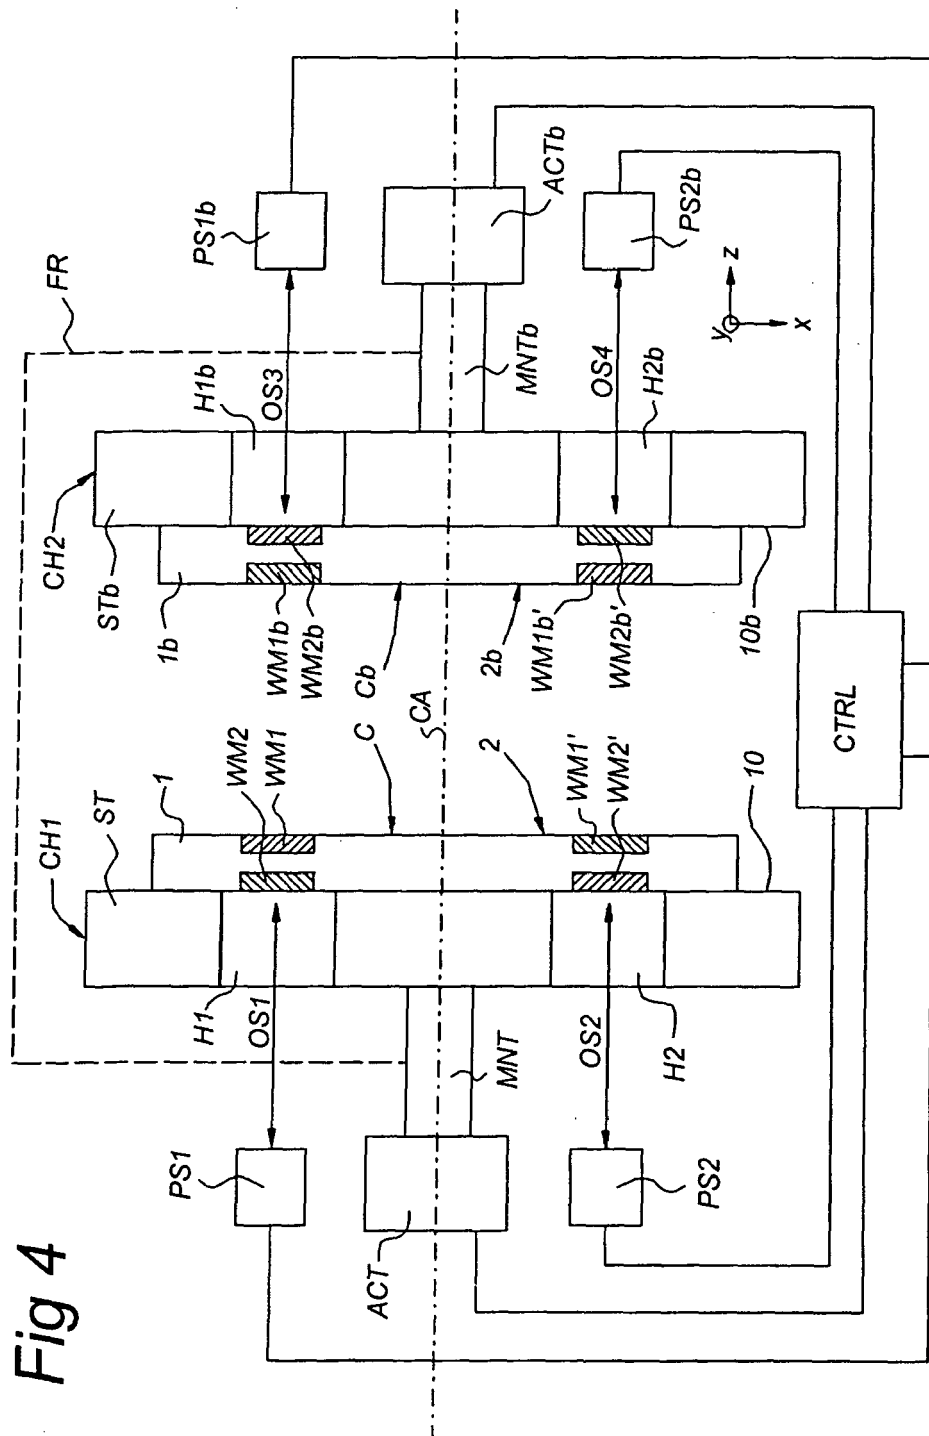 Fig 4
FR
CH1
ST
1
WM2
WM1
C
CA
2
WM1'
WM2'
10
H1
OS1
MNT
OS2
H2
PS1
ACT
PS2
CH2
STb
1b
WM1b
WM2b
Cb
2b
WM1b'
WM2b'
10b
H1b
OS3
MNTb
OS4
H2b
PS1b
ACTb
PS2b
y
z
x
CTRL